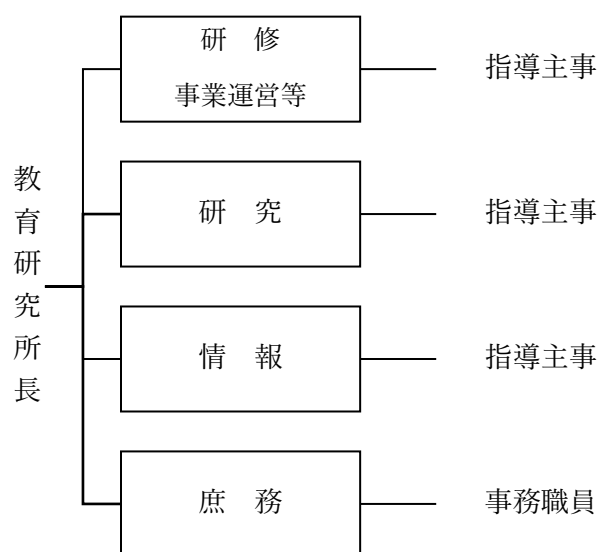 教育研究所長
研　修
事業運営等
指導主事
研　究
指導主事
情　報
指導主事
庶　務
事務職員